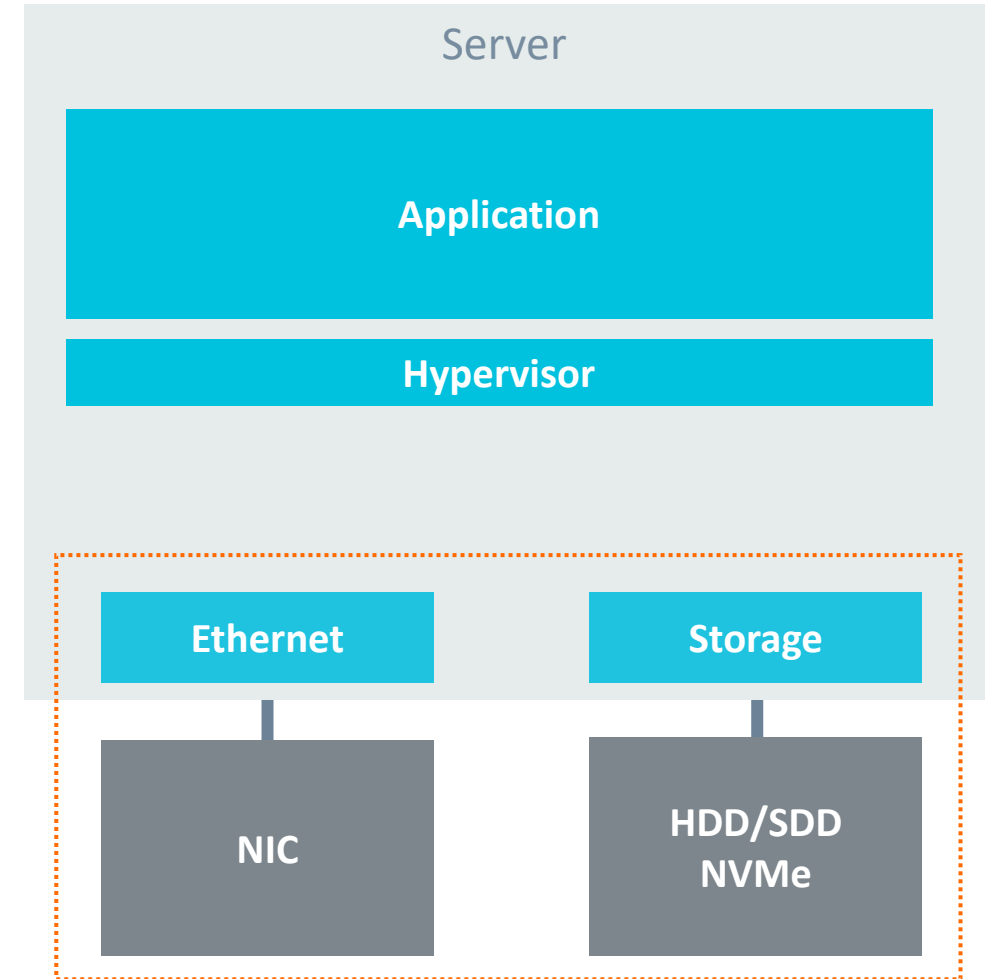 Server
Application
Hypervisor
Ethernet
Storage
NIC
HDD/SDD
NVMe